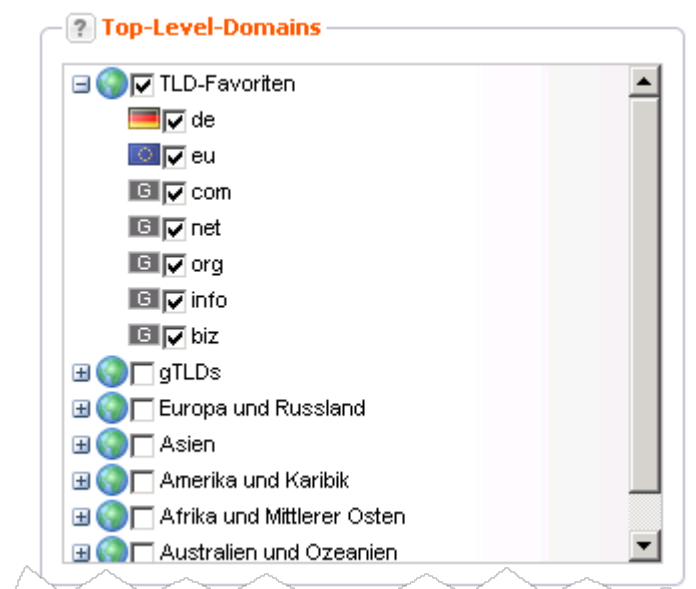 ? Top-Level-Domains
TLD-Favoriten
de
eu
G com
G net
G org
G info
G biz
gTLDs
Europa und Russland
Asien
Amerika und Karibik
Afrika und Mittlerer Osten
Australien und Ozeanien